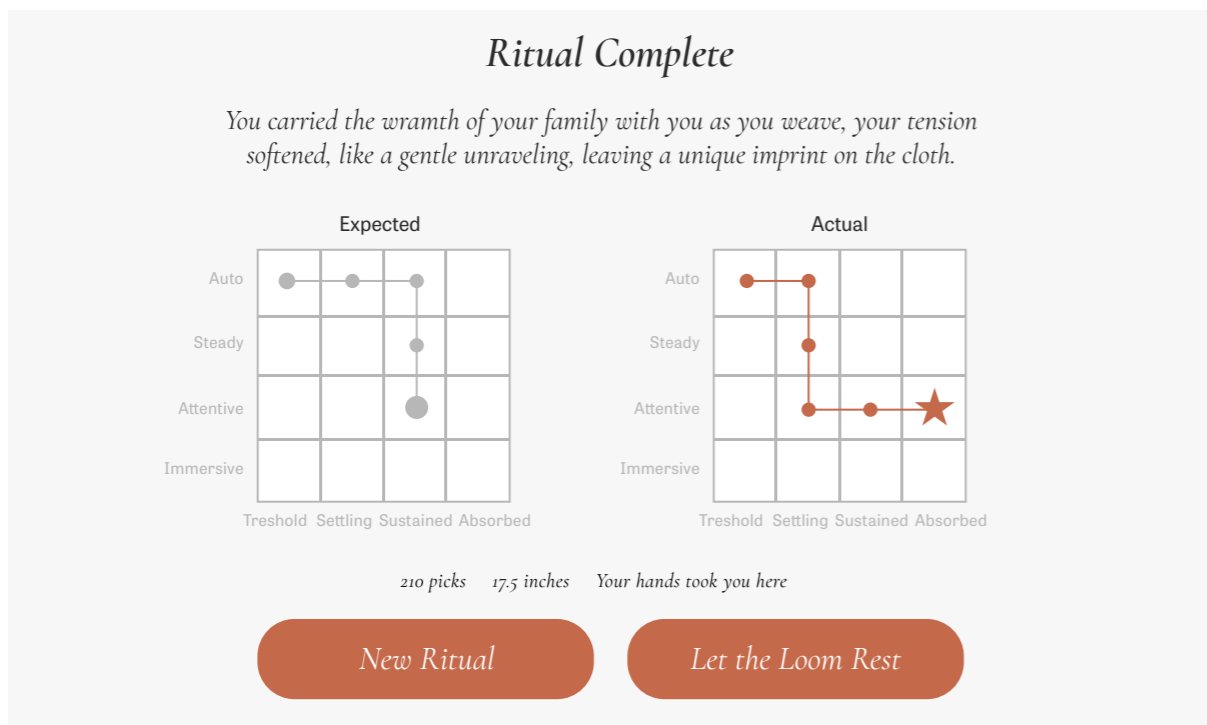 Ritual Complete
You carried the wramth of your family with you as you weave, your tension
softened, like a gentle unraveling, leaving a unique imprint on the cloth.
Expected
Auto
Steady
Attentive
Immersive
Treshold Settling Sustained Absorbed
Actual
Auto
Steady
Attentive
Immersive
Treshold Settling Sustained Absorbed
210 picks 17.5 inches Your hands took you here
New Ritual
Let the Loom Rest